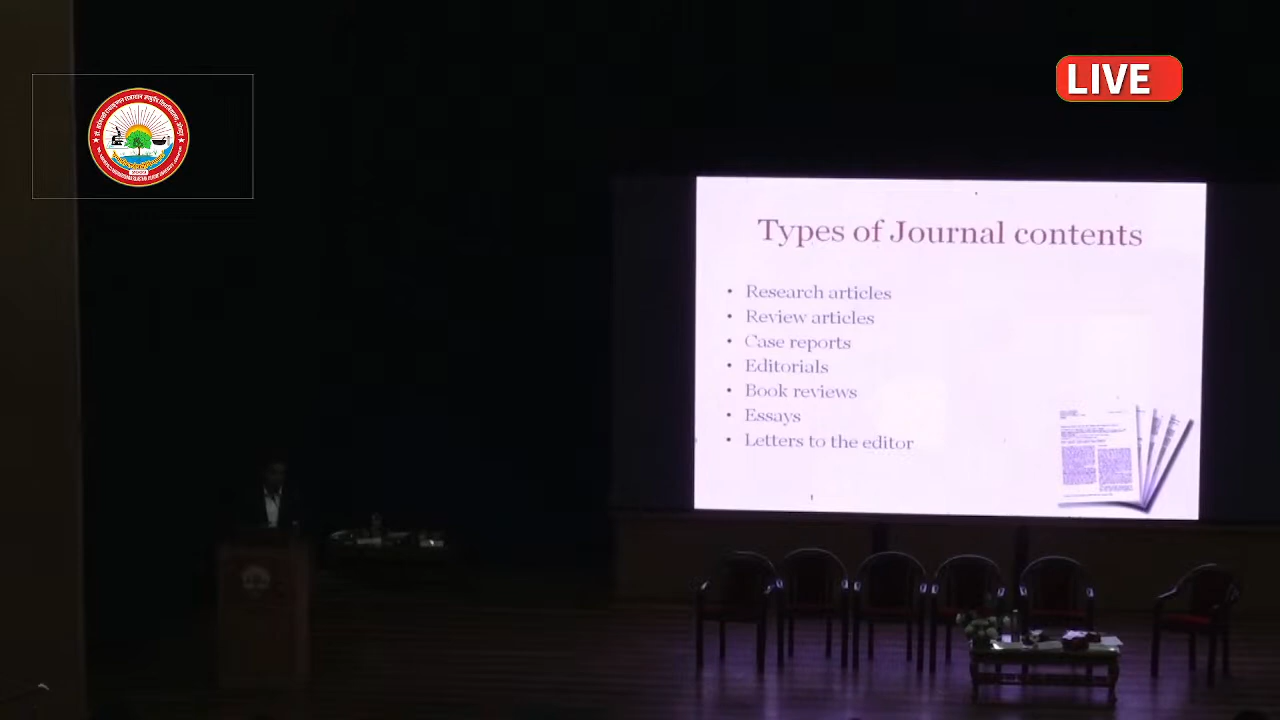 LIVE
Types of Journal contents
• Research articles
• Review articles
• Case reports
• Editorials
• Book reviews
• Essays
• Letters to the editor